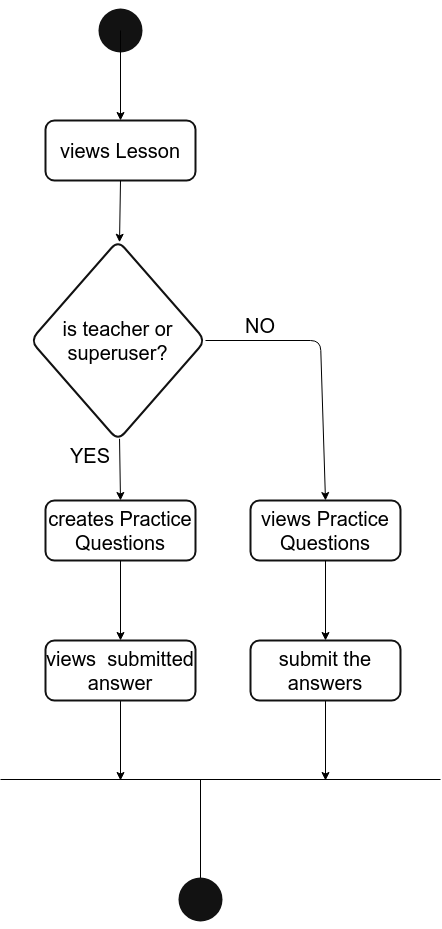 views Lesson
is teacher or
superuser?
NO
YES
creates Practice
Questions
views Practice
Questions
views  submitted
answer
submit the
answers